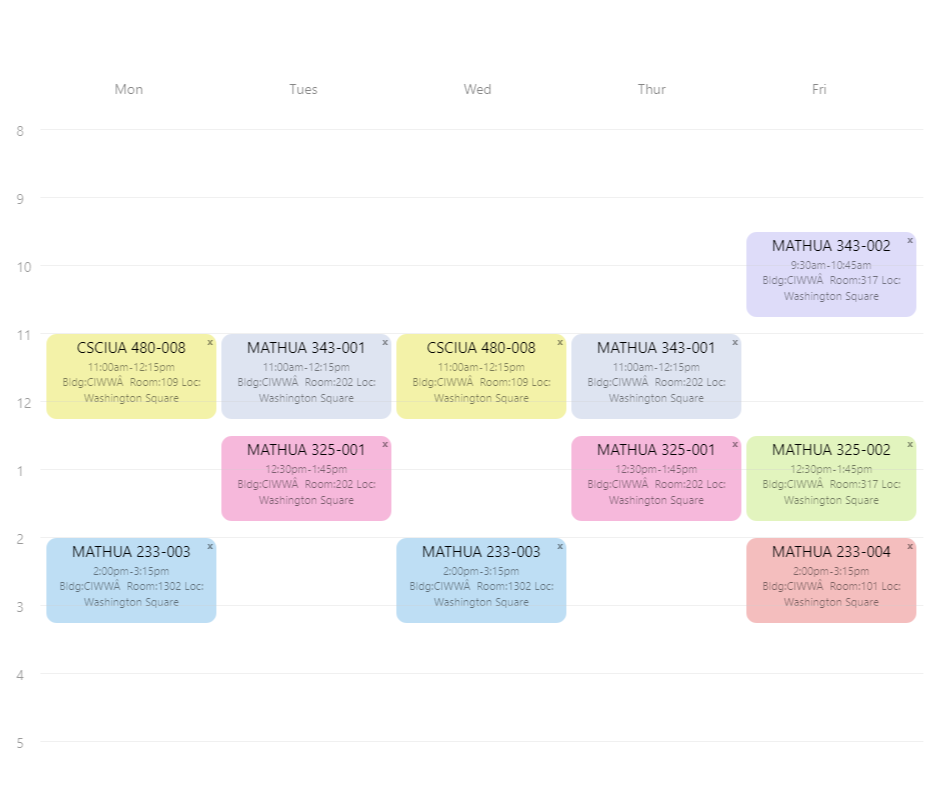 Mon Tues Wed Thur Fri
8
9
MATHUA 343-002 x
9:30am-10:45am
10
Bldg:CIWWÂ Room:317 Loc:
Washington Square
11
CSCIUA 480-008 x
11:00am-12:15pm
Bldg:CIWWÂ Room:109 Loc:
Washington Square
MATHUA 343-001 x
11:00am-12:15pm
Bldg:CIWWÂ Room:202 Loc:
Washington Square
CSCIUA 480-008 x
11:00am-12:15pm
Bldg:CIWWÂ Room:109 Loc:
Washington Square
MATHUA 343-001 x
11:00am-12:15pm
Bldg:CIWWÂ Room:202 Loc:
Washington Square
12
MATHUA 325-001 x
12:30pm-1:45pm
Bldg:CIWWÂ Room:202 Loc:
Washington Square
MATHUA 325-001 x
12:30pm-1:45pm
Bldg:CIWWÂ Room:202 Loc:
Washington Square
MATHUA 325-002 x
12:30pm-1:45pm
Bldg:CIWWÂ Room:317 Loc:
Washington Square
1
2
MATHUA 233-003 x
2:00pm-3:15pm
Bldg:CIWWÂ Room:1302 Loc:
Washington Square
MATHUA 233-003 x
2:00pm-3:15pm
Bldg:CIWWÂ Room:1302 Loc:
Washington Square
MATHUA 233-004 x
2:00pm-3:15pm
Bldg:CIWWÂ Room:101 Loc:
Washington Square
3
4
5